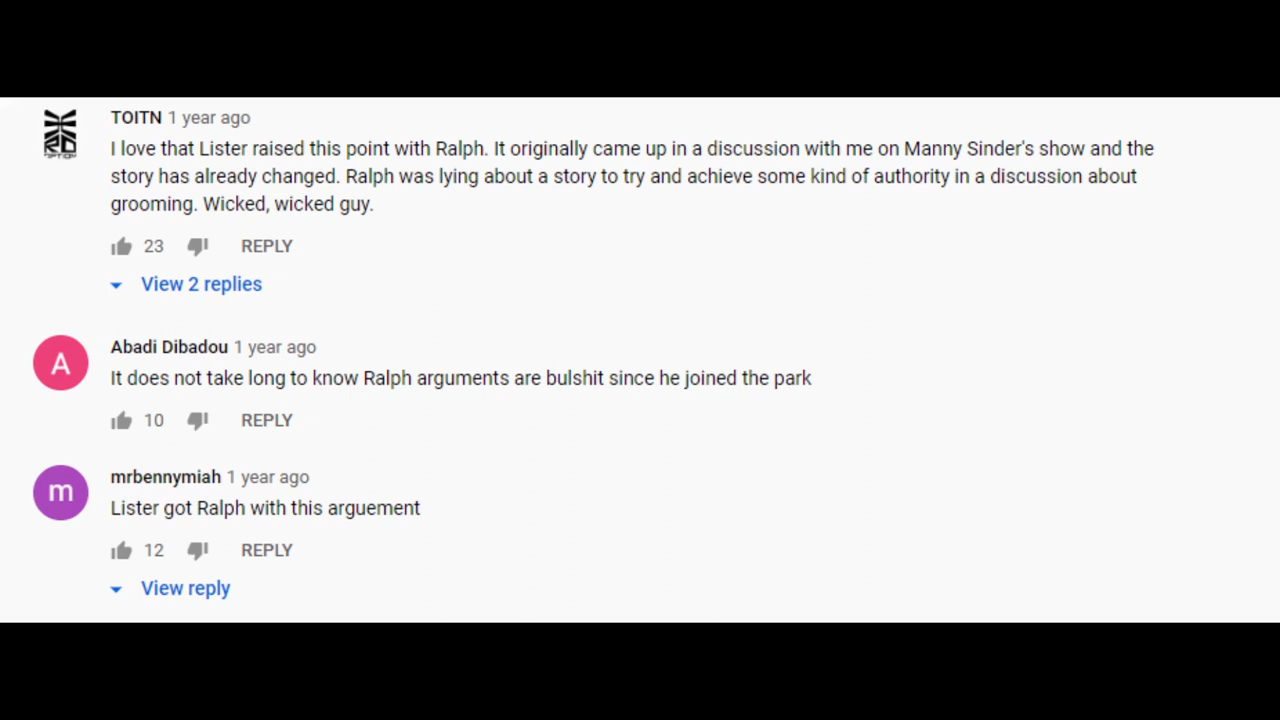 TOITN 1 year ago
I love that Lister raised this point with Ralph. It originally came up in a discussion with me on Manny Sinder's show and the
story has already changed. Ralph was lying about a story to try and achieve some kind of authority in a discussion about
grooming. Wicked, wicked guy.
23 REPLY
View 2 replies
A
Abadi Dibadou 1 year ago
It does not take long to know Ralph arguments are bulshit since he joined the park
10 REPLY
m
mrbennymiah 1 year ago
Lister got Ralph with this arguement
12 REPLY
View reply